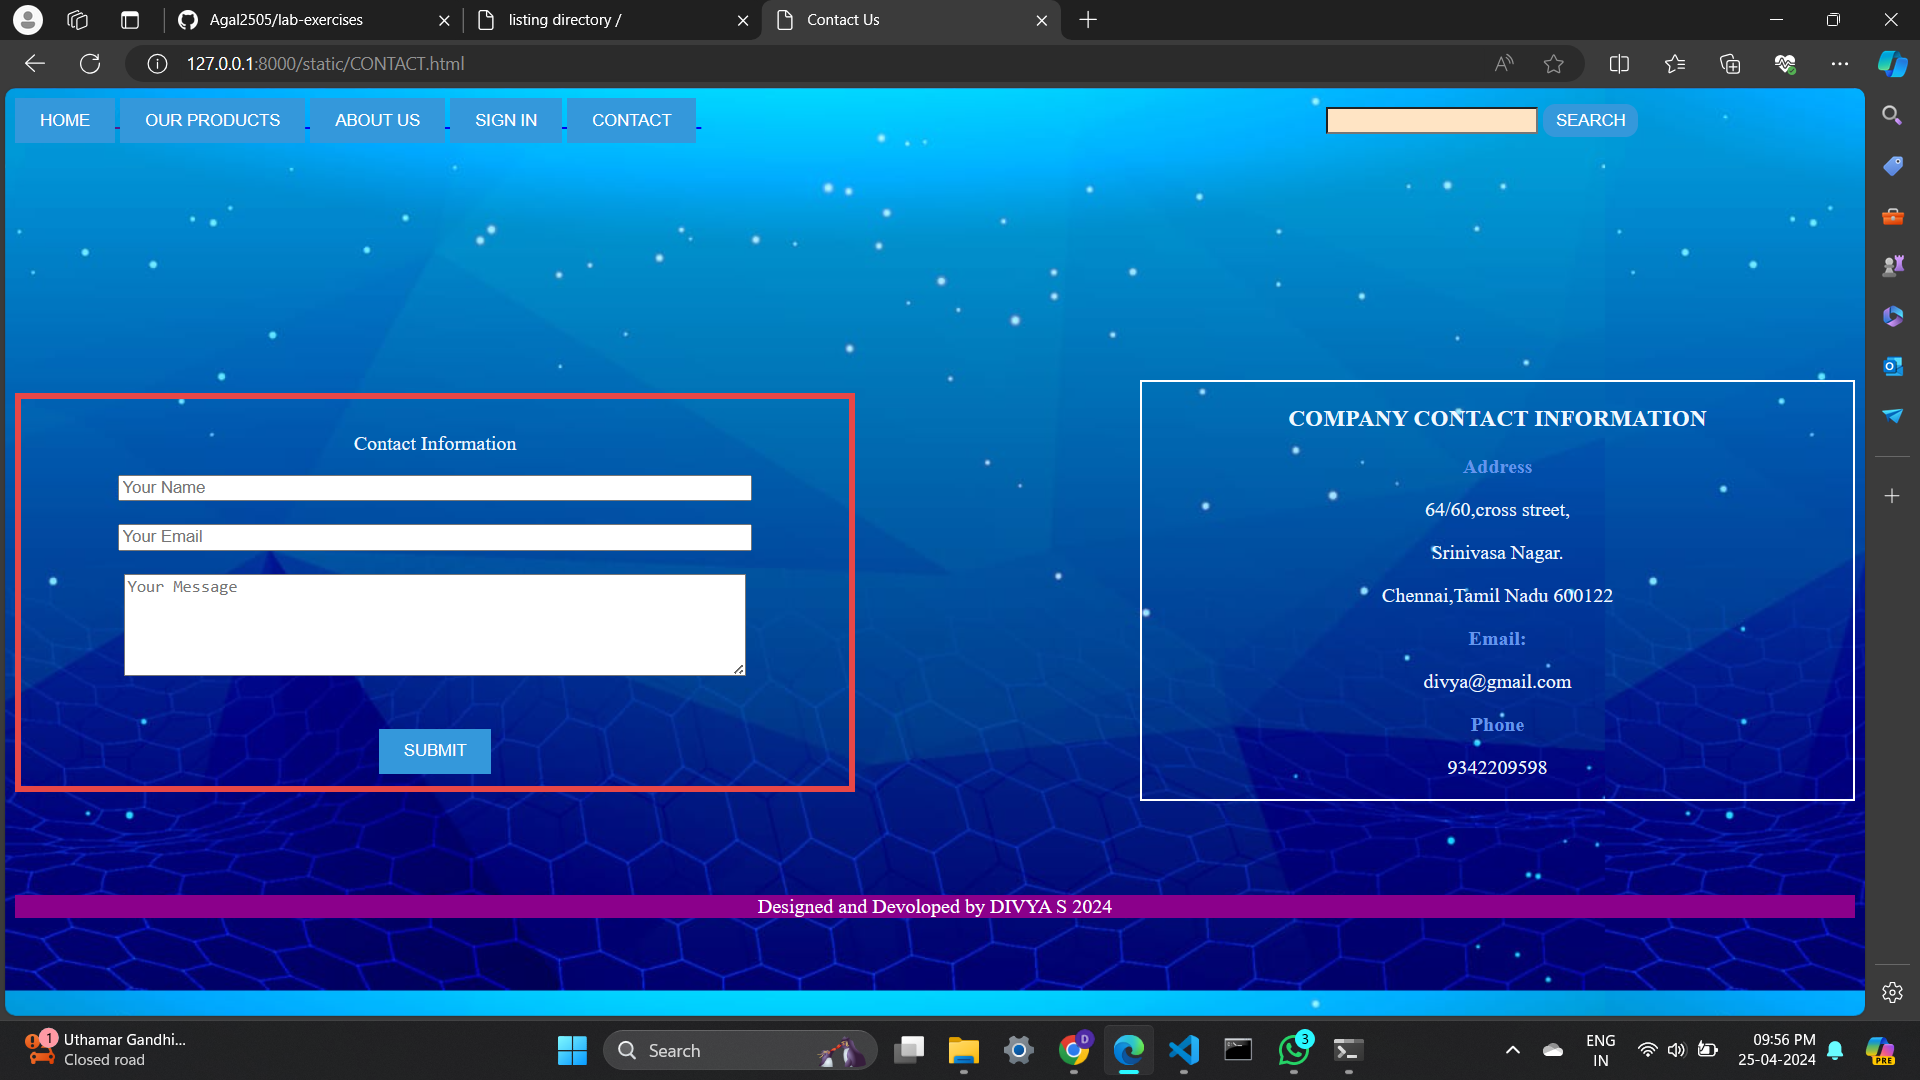 Agal2505/lab-exercises
listing directory /
Contact Us
127.0.0.1:8000/static/CONTACT.html
HOME
OUR PRODUCTS
ABOUT US
SIGN IN
CONTACT
SEARCH
Contact Information
Your Name
Your Email
Your Message
SUBMIT
COMPANY CONTACT INFORMATION
Address
64/60,cross street,
Srinivasa Nagar.
Chennai,Tamil Nadu 600122
Email:
divya@gmail.com
Phone
9342209598
Designed and Devoloped by DIVYA S 2024
1
Uthamar Gandhi...
Closed road
Search
D
3
ENG
IN
09:56 PM
25-04-2024
PRE